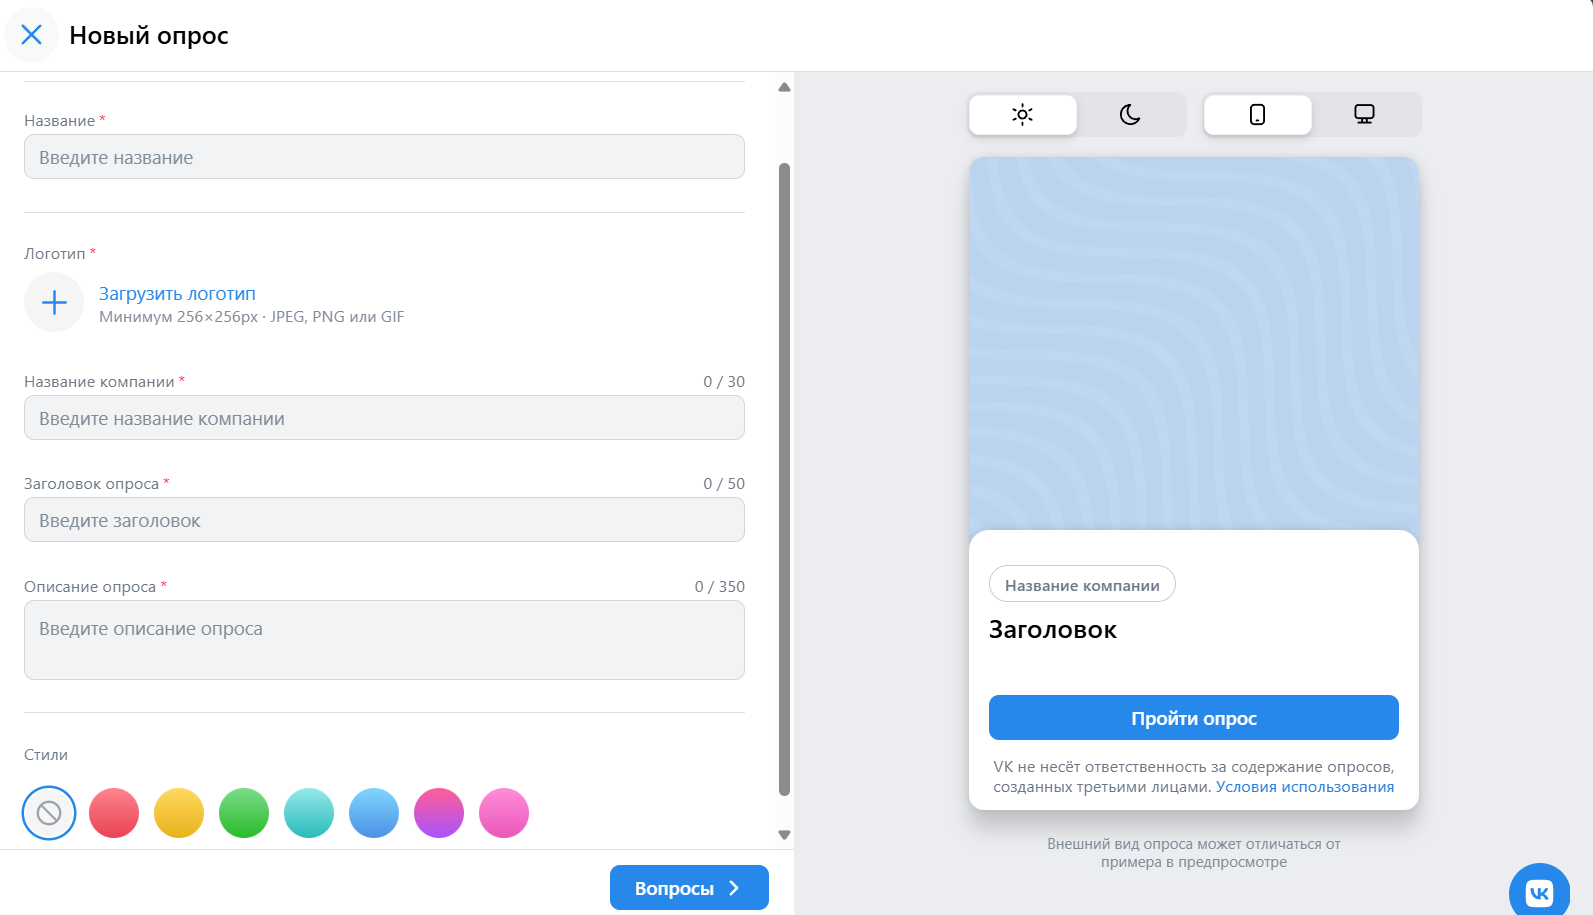 Новый опрос
Название *
Введите название
Логотип *
Загрузить логотип
Минимум 256×256px · JPEG, PNG или GIF
Название компании * 0 / 30
Введите название компании
Заголовок опроса * 0 / 50
Введите заголовок
Описание опроса * 0 / 350
Введите описание опроса
Стили
Вопросы
Название компании
Заголовок
Пройти опрос
VK не несёт ответственность за содержание опросов,
созданных третьими лицами. Условия использования
Внешний вид опроса может отличаться от
примера в предпросмотре